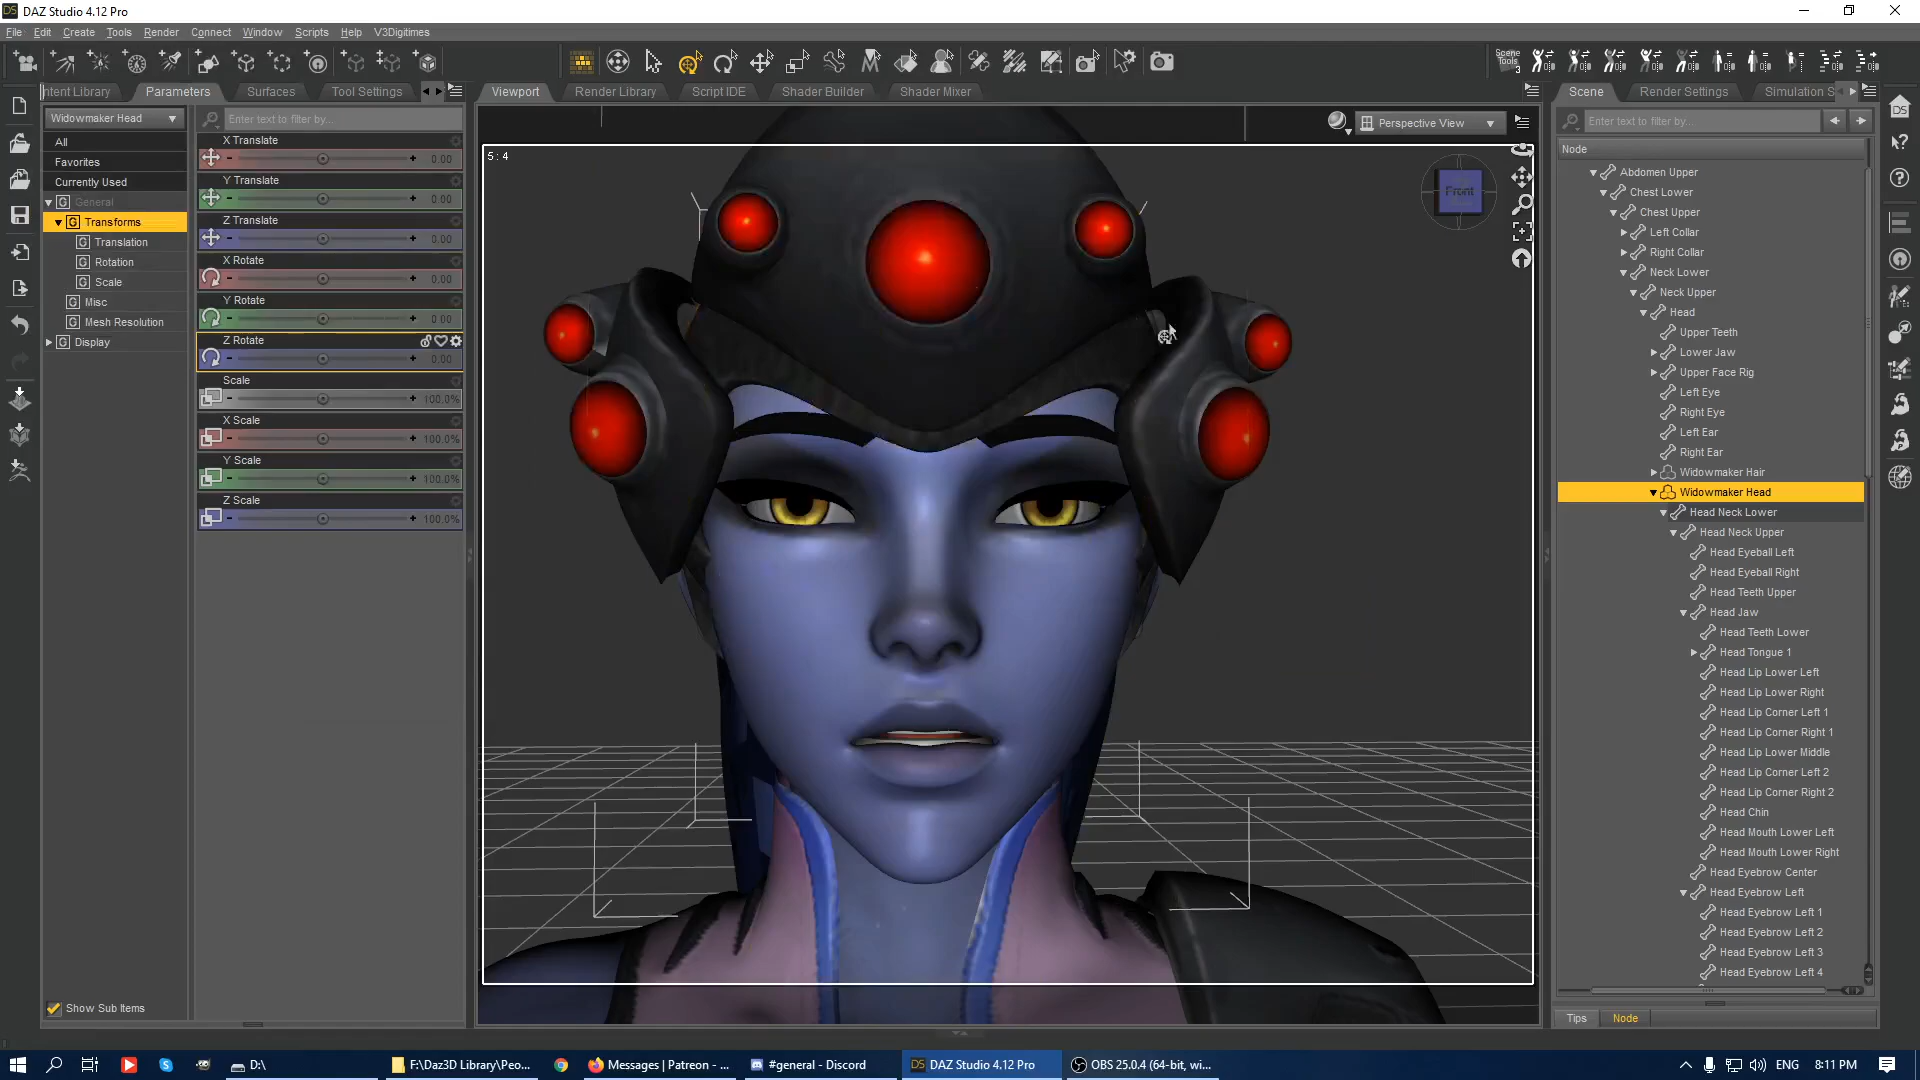 DAZ Studio 4.12 Pro
File Edit Create Tools Render Connect Window Scripts Help V3Digitimes
Scene Tools 3
ntent Library Parameters Surfaces Tool Settings
Viewport Render Library Script IDE Shader Builder Shader Mixer
Scene Render Settings Simulation S
Widowmaker Head
All
Favorites
Currently Used
General
Transforms
Translation
Rotation
Scale
Misc
Mesh Resolution
Display
Show Sub Items
Enter text to filter by...
X Translate
0.00
Y Translate
0.00
Z Translate
0.00
X Rotate
0.00
Y Rotate
0.00
Z Rotate
0.00
Scale
100.0%
X Scale
100.0%
Y Scale
100.0%
Z Scale
100.0%
5 : 4
Perspective View
Front
Enter text to filter by...
Node
Abdomen Upper
Chest Lower
Chest Upper
Left Collar
Right Collar
Neck Lower
Neck Upper
Head
Upper Teeth
Lower Jaw
Upper Face Rig
Left Eye
Right Eye
Left Ear
Right Ear
Widowmaker Hair
Widowmaker Head
Head Neck Lower
Head Neck Upper
Head Eyeball Left
Head Eyeball Right
Head Teeth Upper
Head Jaw
Head Teeth Lower
Head Tongue 1
Head Lip Lower Left
Head Lip Lower Right
Head Lip Corner Left 1
Head Lip Corner Right 1
Head Lip Lower Middle
Head Lip Corner Left 2
Head Lip Corner Right 2
Head Chin
Head Mouth Lower Left
Head Mouth Lower Right
Head Eyebrow Center
Head Eyebrow Left
Head Eyebrow Left 1
Head Eyebrow Left 2
Head Eyebrow Left 3
Head Eyebrow Left 4
Tips Node
D:\ F:\Daz3D Library\Peo... Messages | Patreon - ... #general - Discord DAZ Studio 4.12 Pro OBS 25.0.4 (64-bit, wi... ENG 8:11 PM